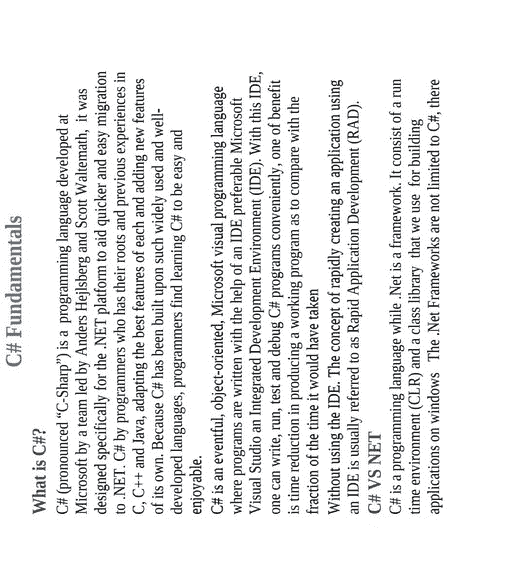 C# Fundamentals
What is C#?
C# (pronounced “C-Sharp”) is a programming language developed at
Microsoft by a team led by Anders Hejlsberg and Scott Waltemath, it was
designed specifically for the .NET platform to aid quicker and easy migration
to .NET. C# by programmers who has their roots and previous experiences in
C, C++ and Java, adapting the best features of each and adding new features
of its own. Because C# has been built upon such widely used and well-
developed languages, programmers find learning C# to be easy and
enjoyable.
C# is an eventful, object-oriented, Microsoft visual programming language
where programs are written with the help of an IDE preferable Microsoft
Visual Studio an Integrated Development Environment (IDE). With this IDE,
one can write, run, test and debug C# programs conveniently, one of benefit
is time reduction in producing a working program as to compare with the
fraction of the time it would have taken
Without using the IDE. The concept of rapidly creating an application using
an IDE is usually referred to as Rapid Application Development (RAD).
C# VS NET
C# is a programming language while .Net is a framework. It consist of a run
time environment (CLR) and a class library that we use for building
applications on windows The .Net Frameworks are not limited to C#, there